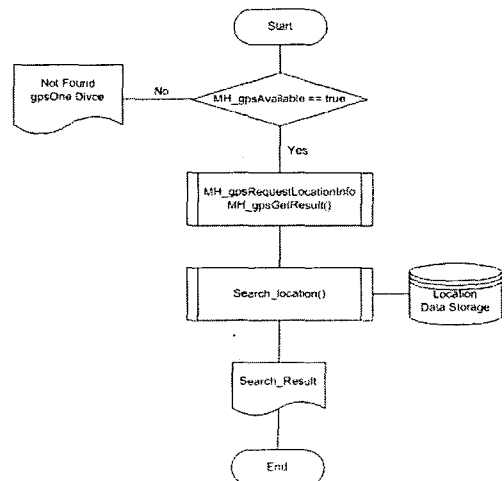 Start
Not Found
gpsOne Divce
No
MH_gpsAvailable == true
Yes
MH_gpsRequestLocationInfo
MH_gpsGetResult()
Search_location()
Location
Data Storage
Search_Result
End